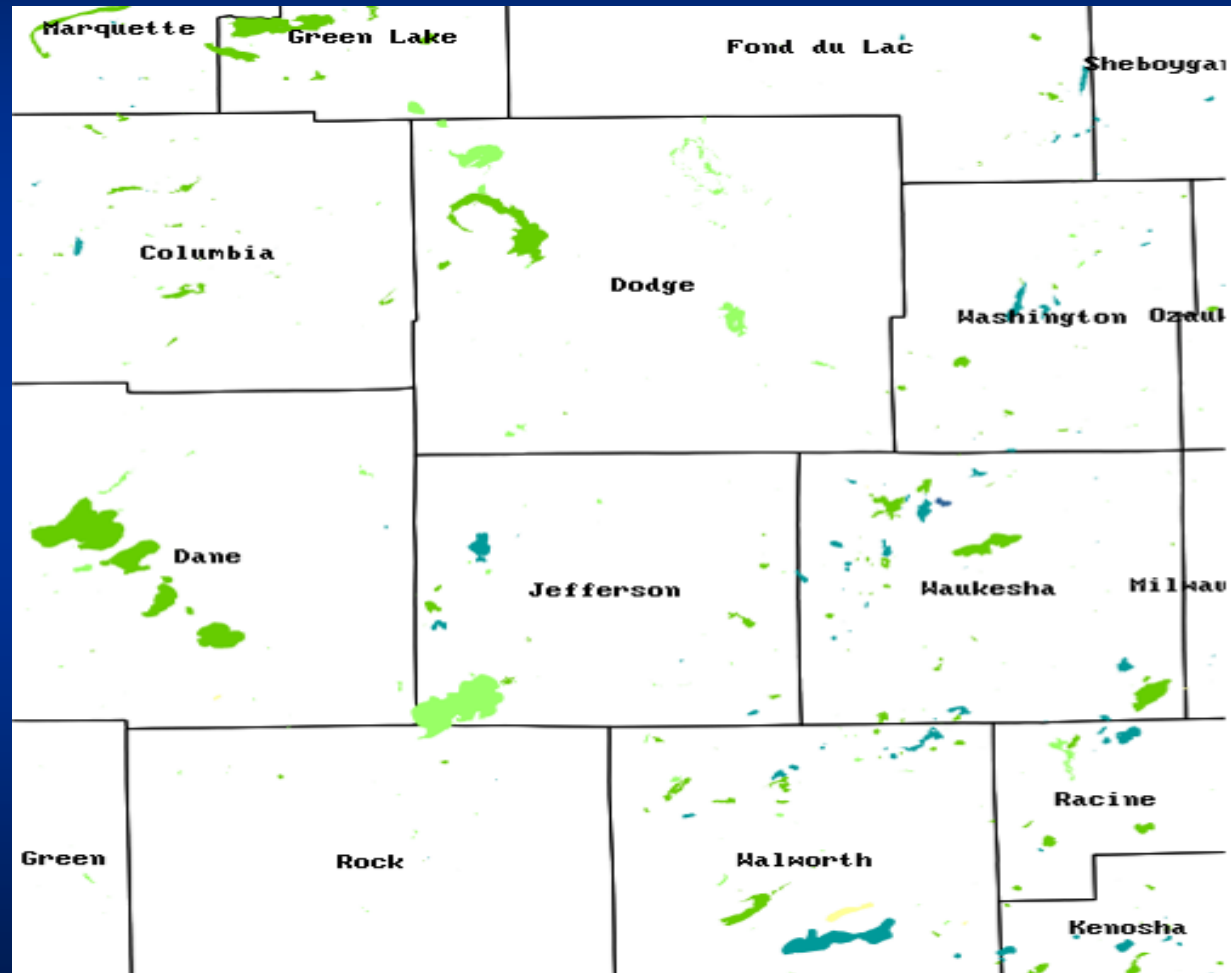 Marquette
Green Lake
Fond du Lac
Sheboygan
Columbia
Dodge
Washington
Ozauk
Dane
Jefferson
Waukesha
Milwau
Racine
Green
Rock
Walworth
Kenosha